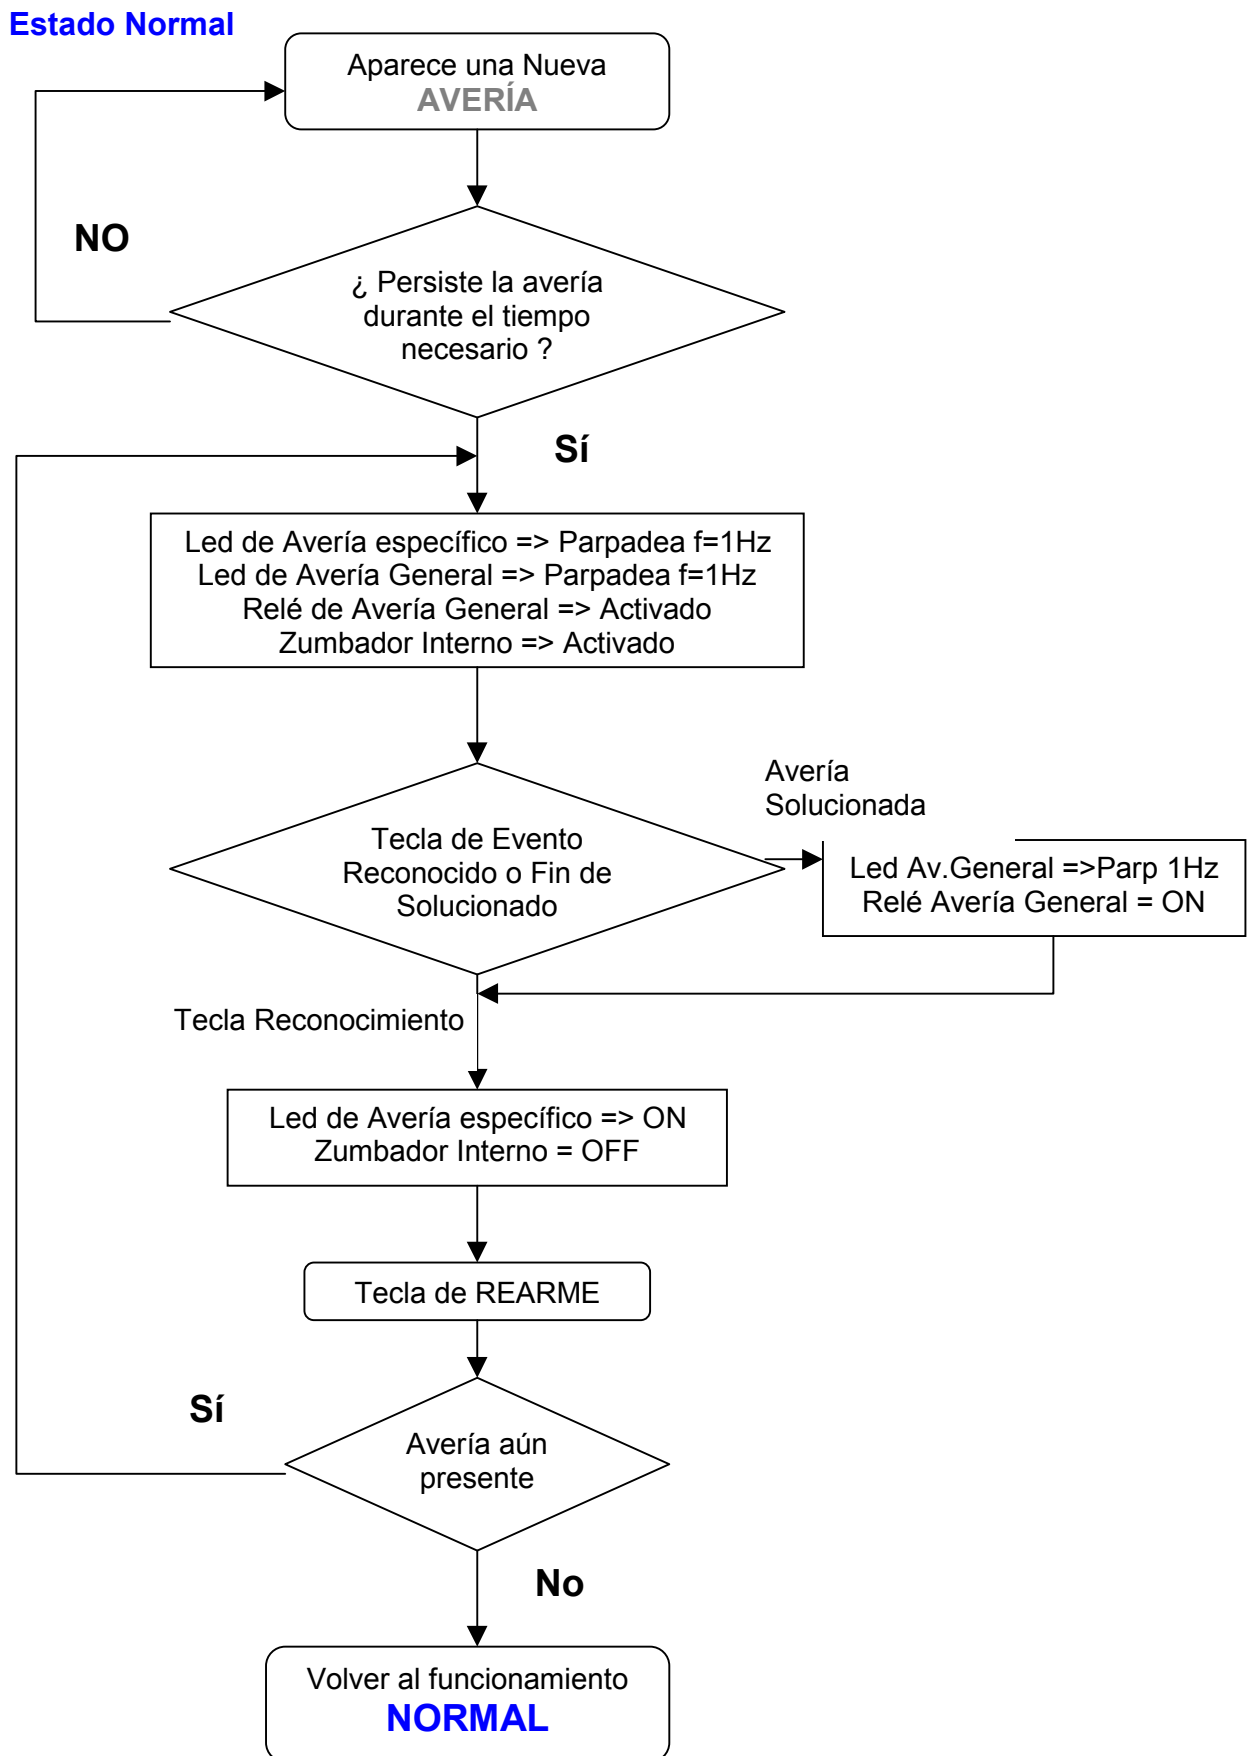 Estado Normal
Aparece una Nueva
AVERÍA
NO
¿ Persiste la avería
durante el tiempo
necesario ?
Sí
Led de Avería específico => Parpadea f=1Hz
Led de Avería General => Parpadea f=1Hz
Relé de Avería General => Activado
Zumbador Interno => Activado
Avería
Solucionada
Tecla de Evento
Reconocido o Fin de
Solucionado
Led Av.General =>Parp 1Hz
Relé Avería General = ON
Tecla Reconocimiento
Led de Avería específico => ON
Zumbador Interno = OFF
Tecla de REARME
Sí
Avería aún
presente
No
Volver al funcionamiento
NORMAL